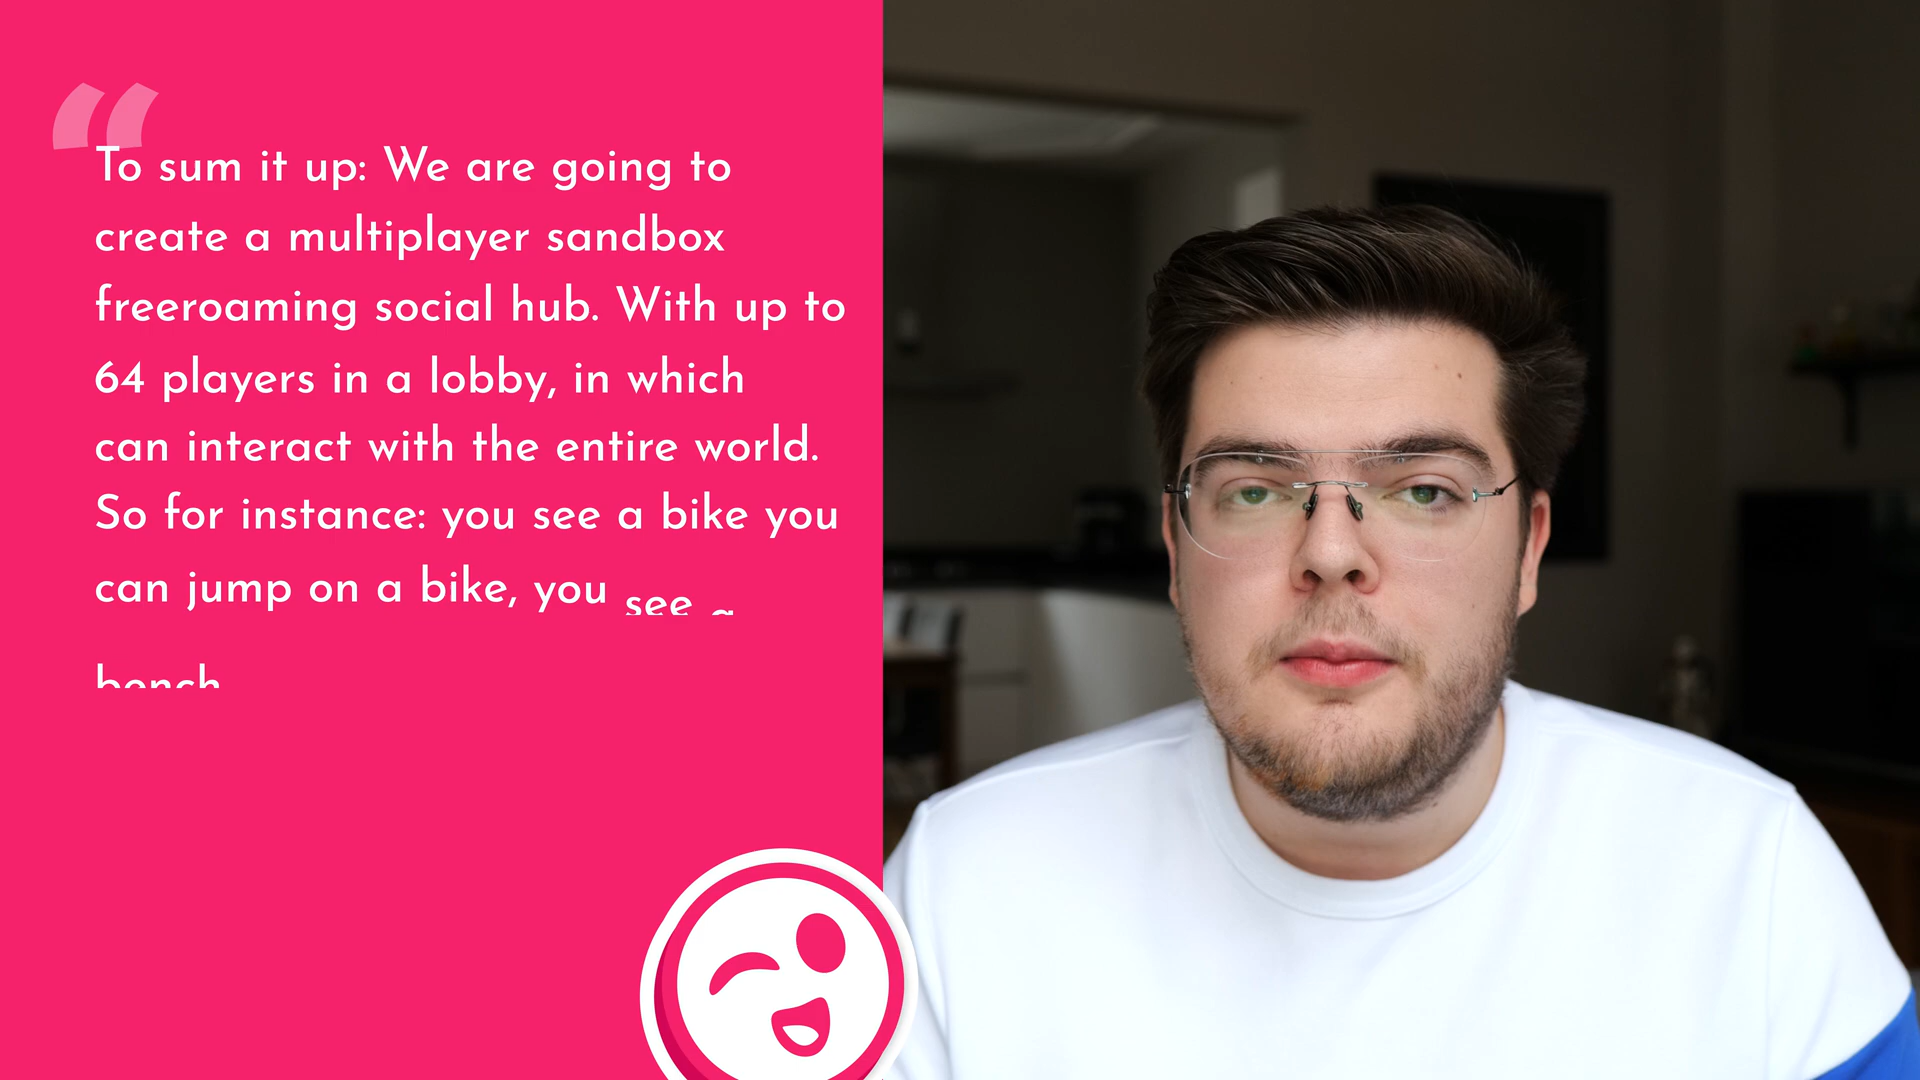 “
To sum it up: We are going to
create a multiplayer sandbox
freeroaming social hub. With up to
64 players in a lobby, in which
can interact with the entire world.
So for instance: you see a bike you
can jump on a bike, you see a
bench